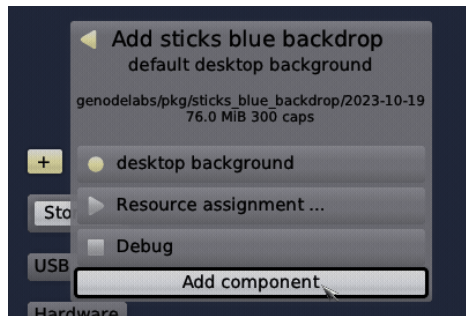 Add sticks blue backdrop
default desktop background
genodelabs/pkg/sticks_blue_backdrop/2023-10-19
76.0 MiB 300 caps
+
desktop background
Resource assignment ...
Sto
Debug
USB
Add component
Hardware